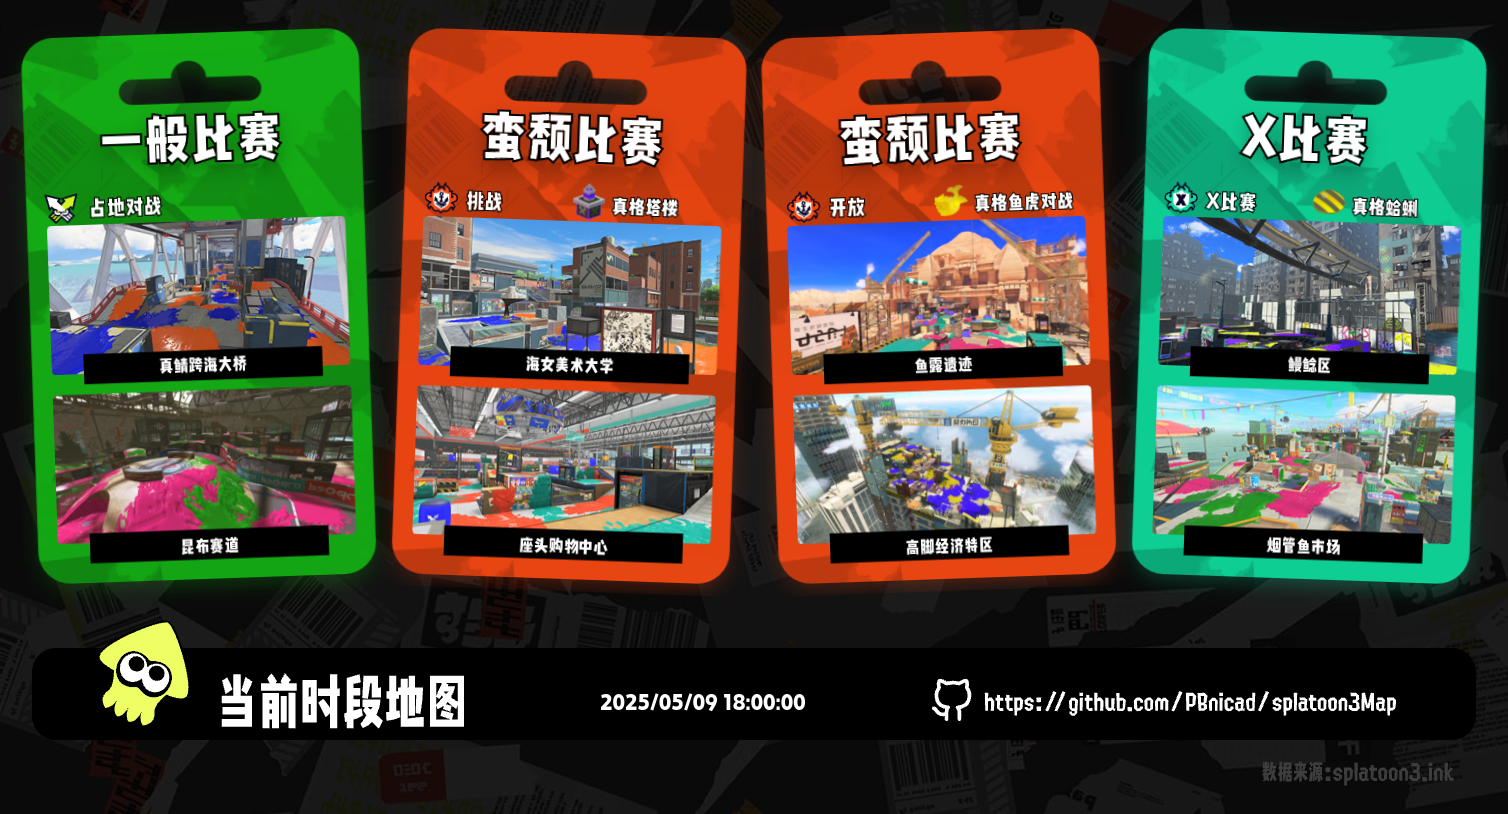 一般比赛
占地对战
真鲭跨海大桥
昆布赛道
蛮颓比赛
挑战
真格塔楼
海女美术大学
座头购物中心
蛮颓比赛
开放
真格鱼虎对战
鱼露遗迹
高脚经济特区
X比赛
X比赛
真格蛤蜊
鳗鲶区
烟管鱼市场
当前时段地图
2025/05/09 18:00:00
https://github.com/PBnicad/splatoon3Map
数据来源:splatoon3.ink